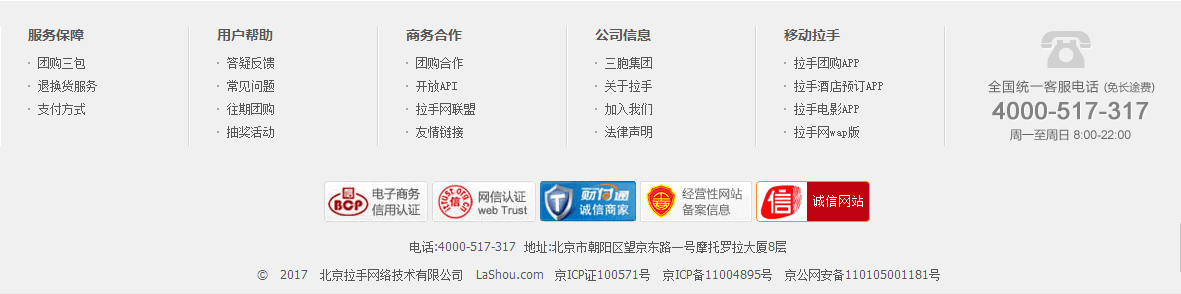 服务保障
· 团购三包
· 退换货服务
· 支付方式
用户帮助
· 答疑反馈
· 常见问题
· 往期团购
· 抽奖活动
商务合作
· 团购合作
· 开放API
· 拉手网联盟
· 友情链接
公司信息
· 三胞集团
· 关于拉手
· 加入我们
· 法律声明
移动拉手
· 拉手团购APP
· 拉手酒店预订APP
· 拉手电影APP
· 拉手网wap版
全国统一客服电话 (免长途费)
4000-517-317
周一至周日 8:00-22:00
BCP 电子商务
信用认证
网信认证
web Trust
财付通
诚信商家
经营性网站
备案信息
信 诚信网站
电话:4000-517-317 地址:北京市朝阳区望京东路一号摩托罗拉大厦8层
© 2017 北京拉手网络技术有限公司 LaShou.com 京ICP证100571号 京ICP备11004895号 京公网安备110105001181号